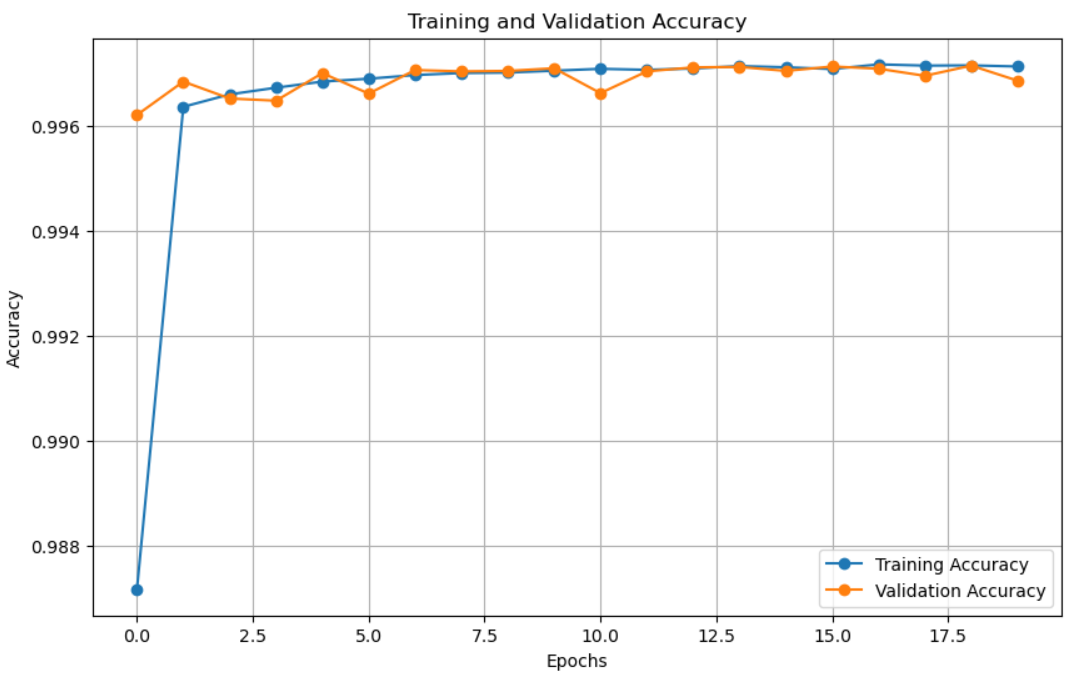 Training and Validation Accuracy
0.996
0.994
0.992
0.990
0.988
Accuracy
0.0 2.5 5.0 7.5 10.0 12.5 15.0 17.5
Epochs
Training Accuracy
Validation Accuracy